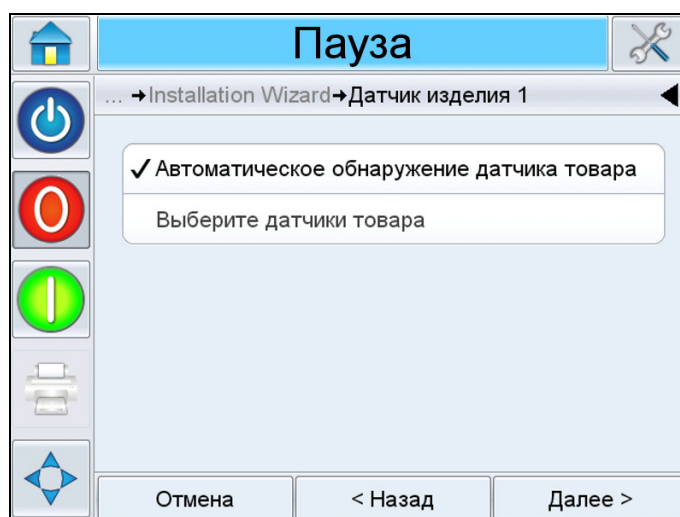 Пауза
... →Installation Wizard→Датчик изделия 1
✓ Автоматическое обнаружение датчика товара
Выберите датчики товара
Отмена
< Назад
Далее >